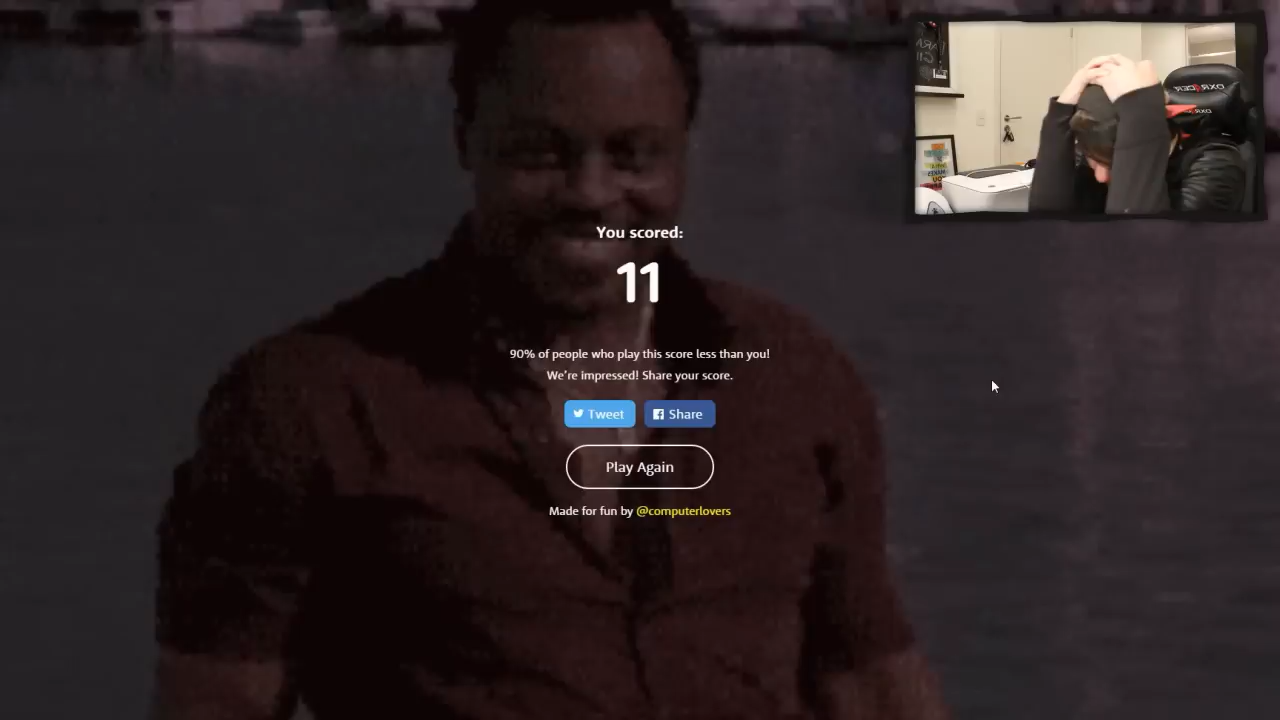 You scored:
11
90% of people who play this score less than you!
We're impressed! Share your score.
Tweet
Share
Play Again
Made for fun by @computerlovers